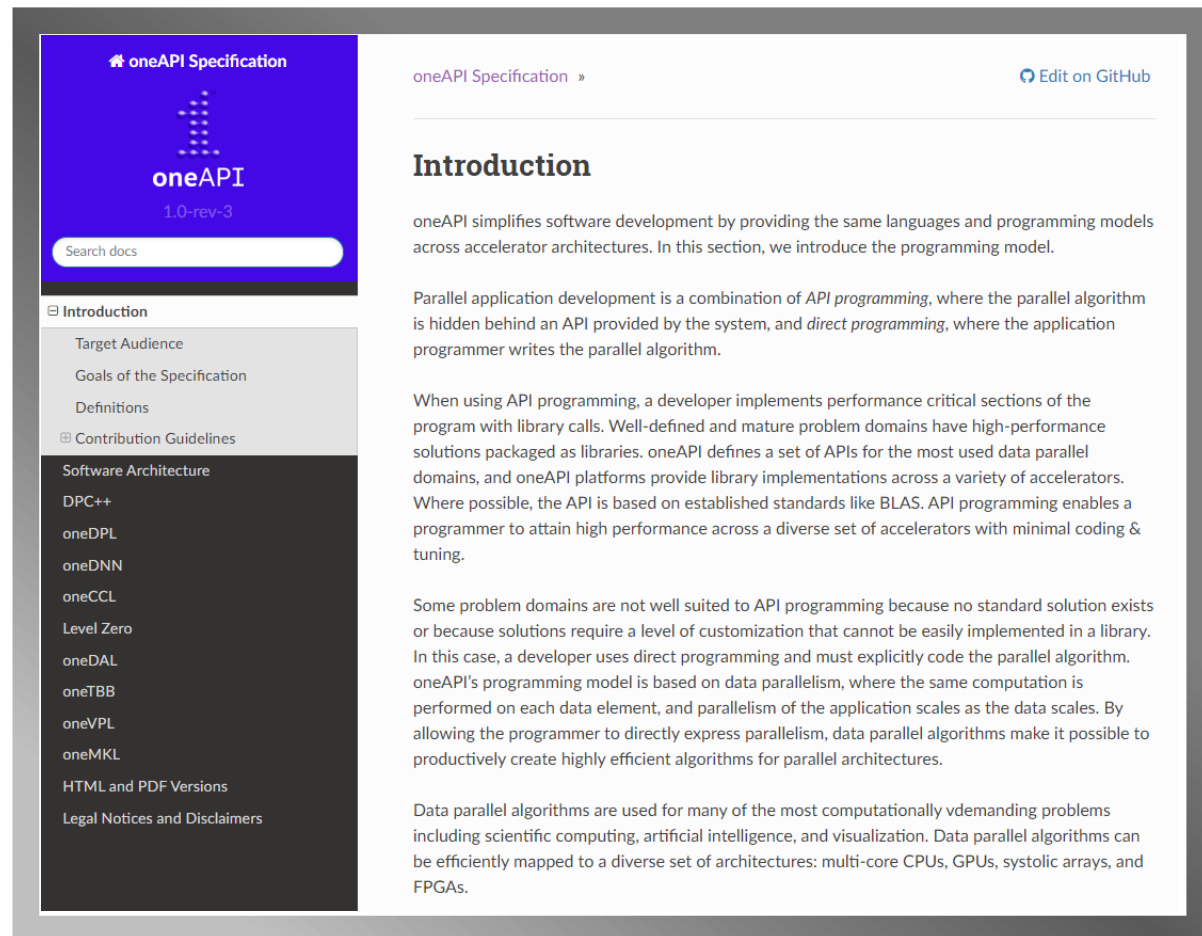 oneAPI Specification
oneAPI
1.0-rev-3
Search docs
Introduction
Target Audience
Goals of the Specification
Definitions
Contribution Guidelines
Software Architecture
DPC++
oneDPL
oneDNN
oneCCL
Level Zero
oneDAL
oneTBB
oneVPL
oneMKL
HTML and PDF Versions
Legal Notices and Disclaimers
oneAPI Specification »
Edit on GitHub
Introduction
oneAPI simplifies software development by providing the same languages and programming models
across accelerator architectures. In this section, we introduce the programming model.
Parallel application development is a combination of API programming, where the parallel algorithm
is hidden behind an API provided by the system, and direct programming, where the application
programmer writes the parallel algorithm.
When using API programming, a developer implements performance critical sections of the
program with library calls. Well-defined and mature problem domains have high-performance
solutions packaged as libraries. oneAPI defines a set of APIs for the most used data parallel
domains, and oneAPI platforms provide library implementations across a variety of accelerators.
Where possible, the API is based on established standards like BLAS. API programming enables a
programmer to attain high performance across a diverse set of accelerators with minimal coding &
tuning.
Some problem domains are not well suited to API programming because no standard solution exists
or because solutions require a level of customization that cannot be easily implemented in a library.
In this case, a developer uses direct programming and must explicitly code the parallel algorithm.
oneAPI's programming model is based on data parallelism, where the same computation is
performed on each data element, and parallelism of the application scales as the data scales. By
allowing the programmer to directly express parallelism, data parallel algorithms make it possible to
productively create highly efficient algorithms for parallel architectures.
Data parallel algorithms are used for many of the most computationally vdemanding problems
including scientific computing, artificial intelligence, and visualization. Data parallel algorithms can
be efficiently mapped to a diverse set of architectures: multi-core CPUs, GPUs, systolic arrays, and
FPGAs.